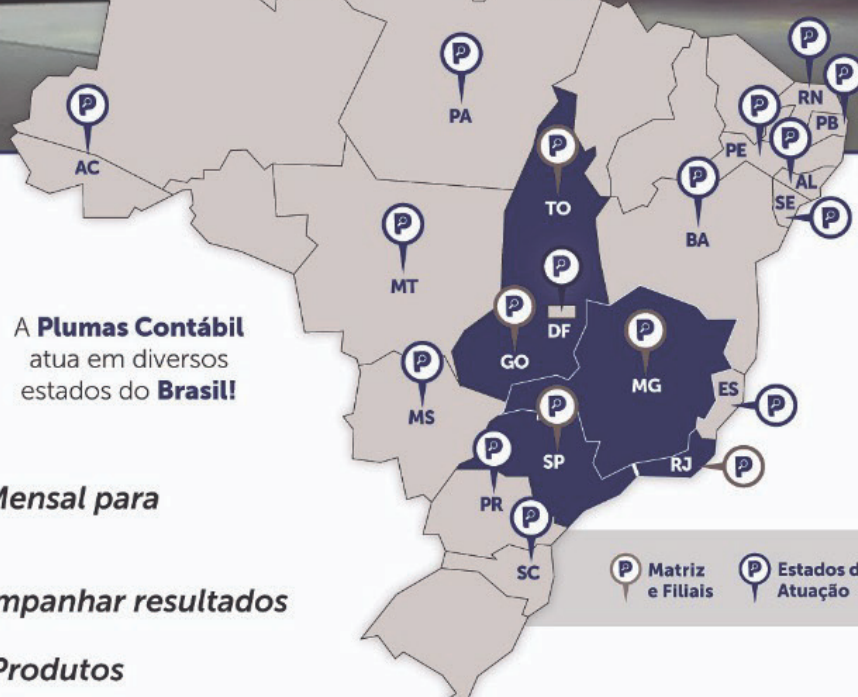 RN
PB
PA
PE
AC
AL
TO
SE
BA
MT
DF
A Plumas Contábil
atua em diversos
estados do Brasil!
GO
MG
ES
MS
SP
RJ
Mensal para
PR
SC
Matriz
e Filiais
Estados d
Atuação
mpanhar resultados
Produtos